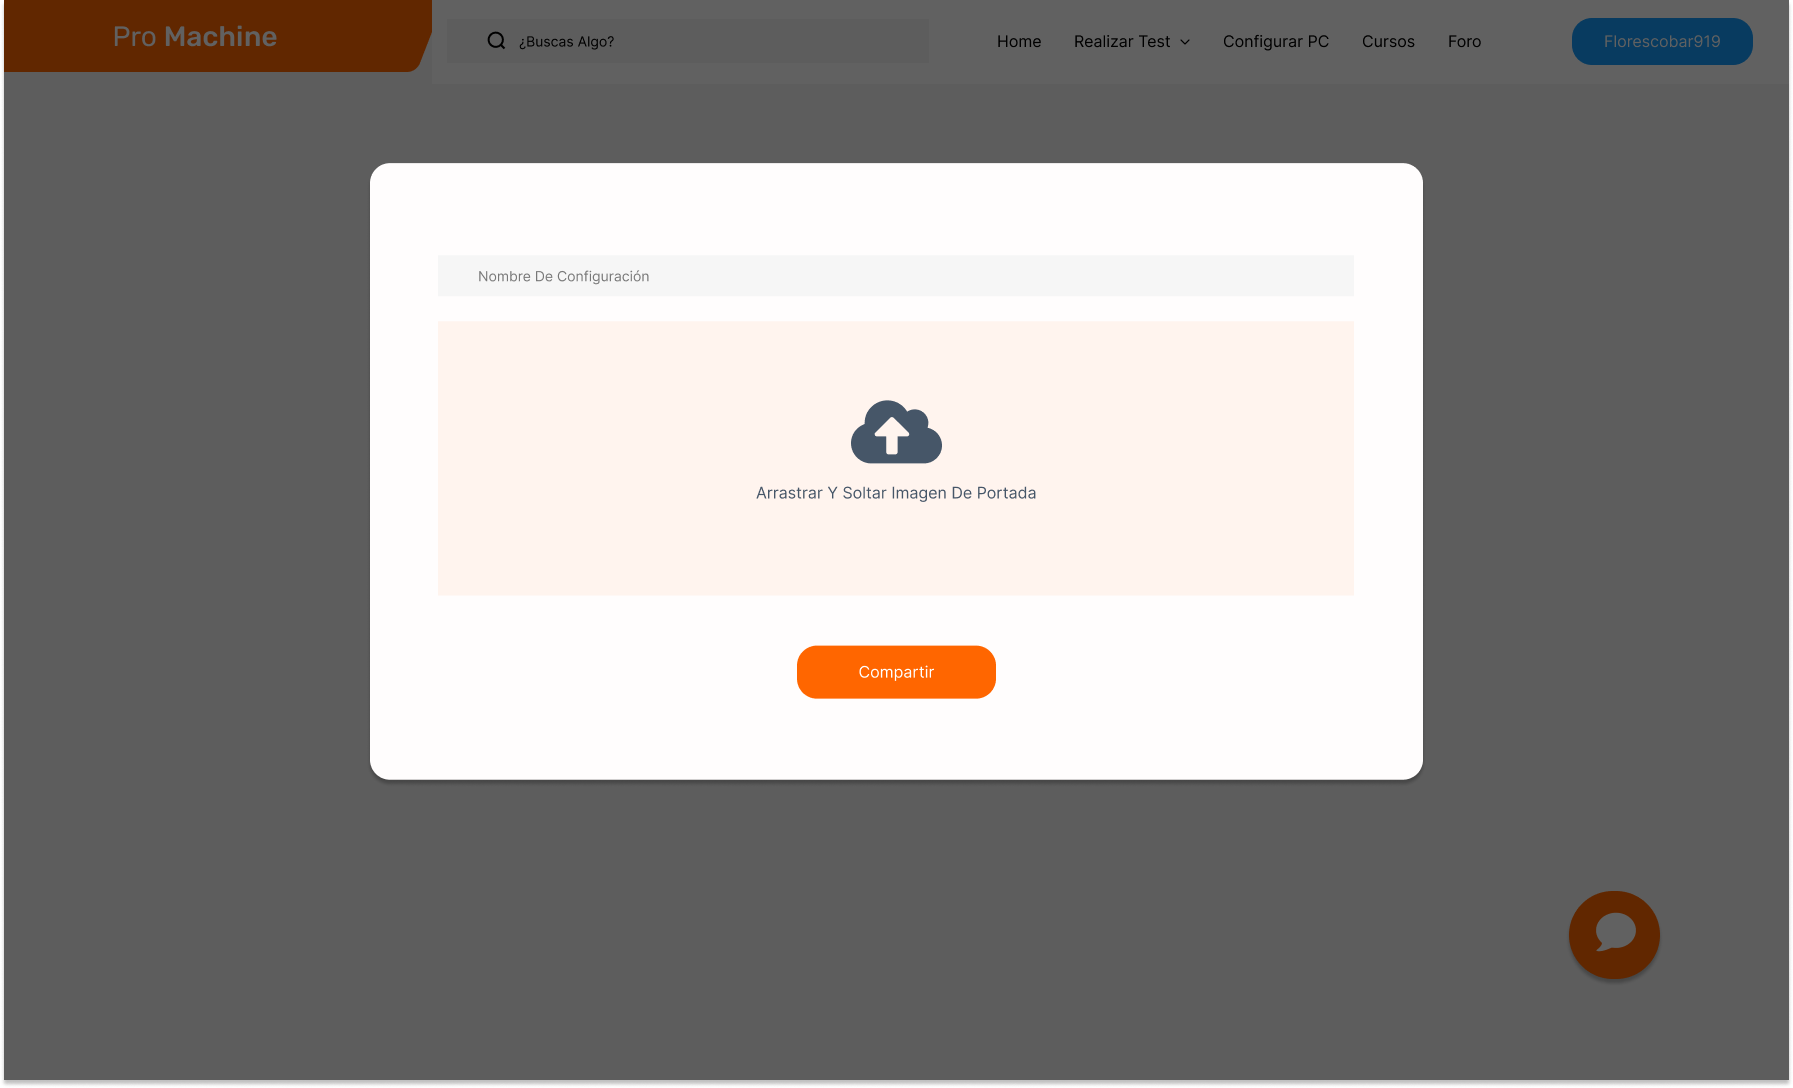 Pro Machine
¿Buscas Algo?
Home
Realizar Test
Configurar PC
Cursos
Foro
Florescobar919
Nombre De Configuración
Arrastrar Y Soltar Imagen De Portada
Compartir